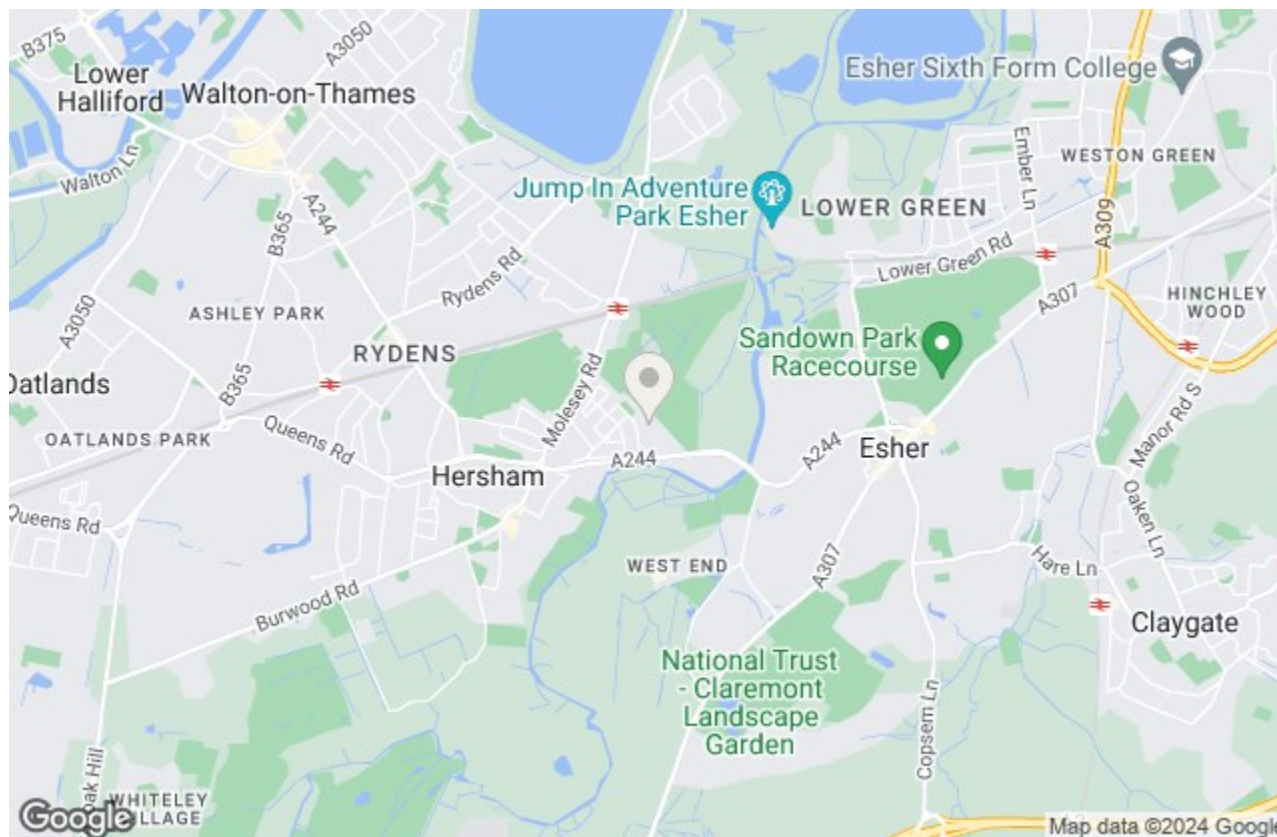 B375
A3050
Lower
Halliford
Walton-on-Thames
Esher Sixth Form College
Ember Ln
WESTON GREEN
Walton Ln
A244
B365
Jump In Adventure
Park Esher
LOWER GREEN
A309
Lower Green Rd
Rydens Rd
A3050
ASHLEY PARK
A307
HINCHLEY
WOOD
RYDENS
Sandown Park
Racecourse
Oatlands
B365
Molesey Rd
Manor Rd S
OATLANDS PARK
Queens Rd
A244
A244
Esher
Hersham
Oaken Ln
Queens Rd
WEST END
A307
Hare Ln
Burwood Rd
Claygate
National Trust
- Claremont
Landscape
Garden
Copsem Ln
oak Hill
WHITELEY
VILLAGE
Google
A3
Map data ©2024 Google